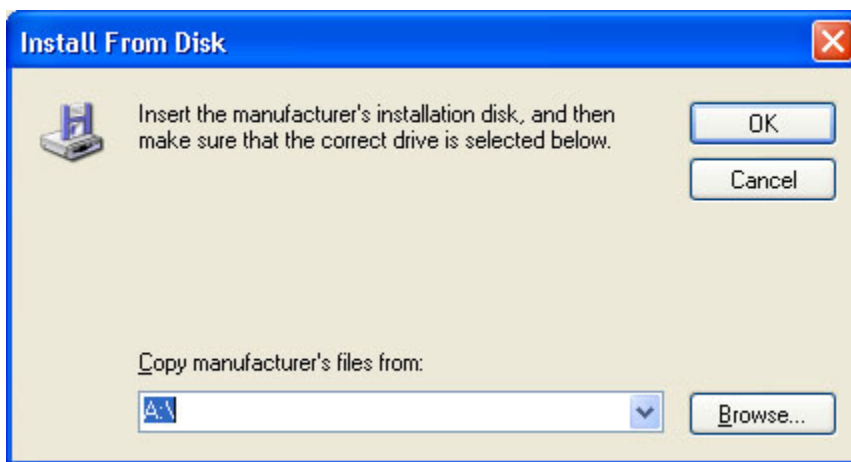 Install From Disk
Insert the manufacturer's installation disk, and then
make sure that the correct drive is selected below.
OK
Cancel
Copy manufacturer's files from:
A:\
Browse...